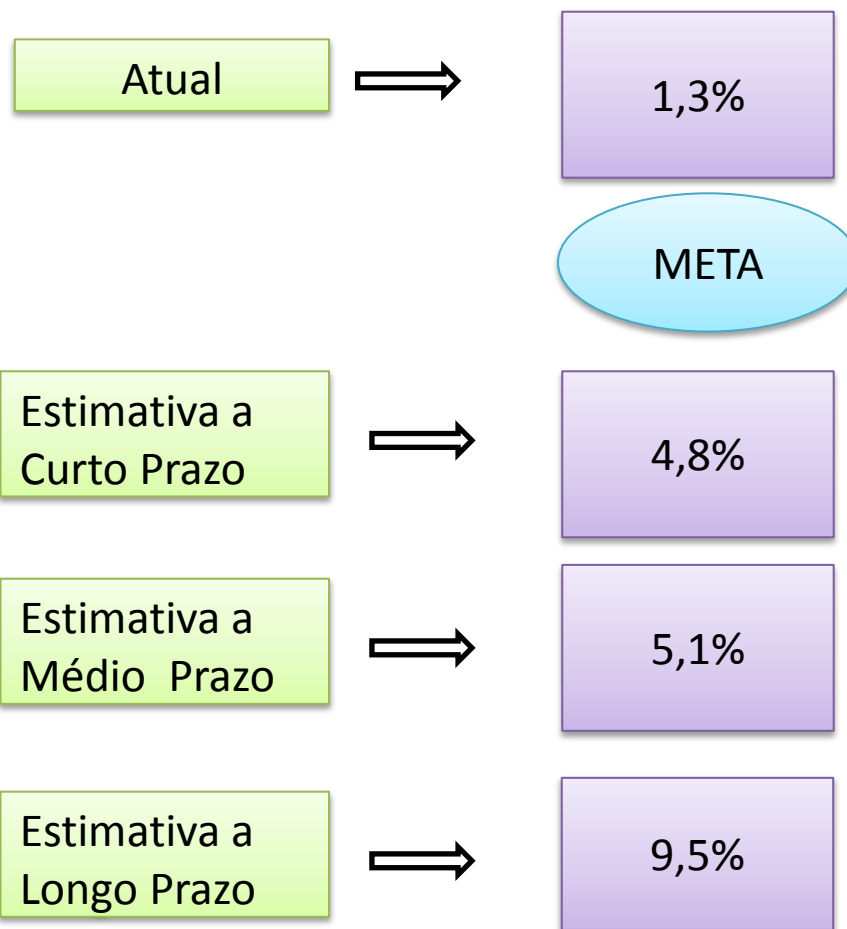 Atual
1,3%
META
Estimativa a
Curto Prazo
4,8%
Estimativa a
Médio Prazo
5,1%
Estimativa a
Longo Prazo
9,5%